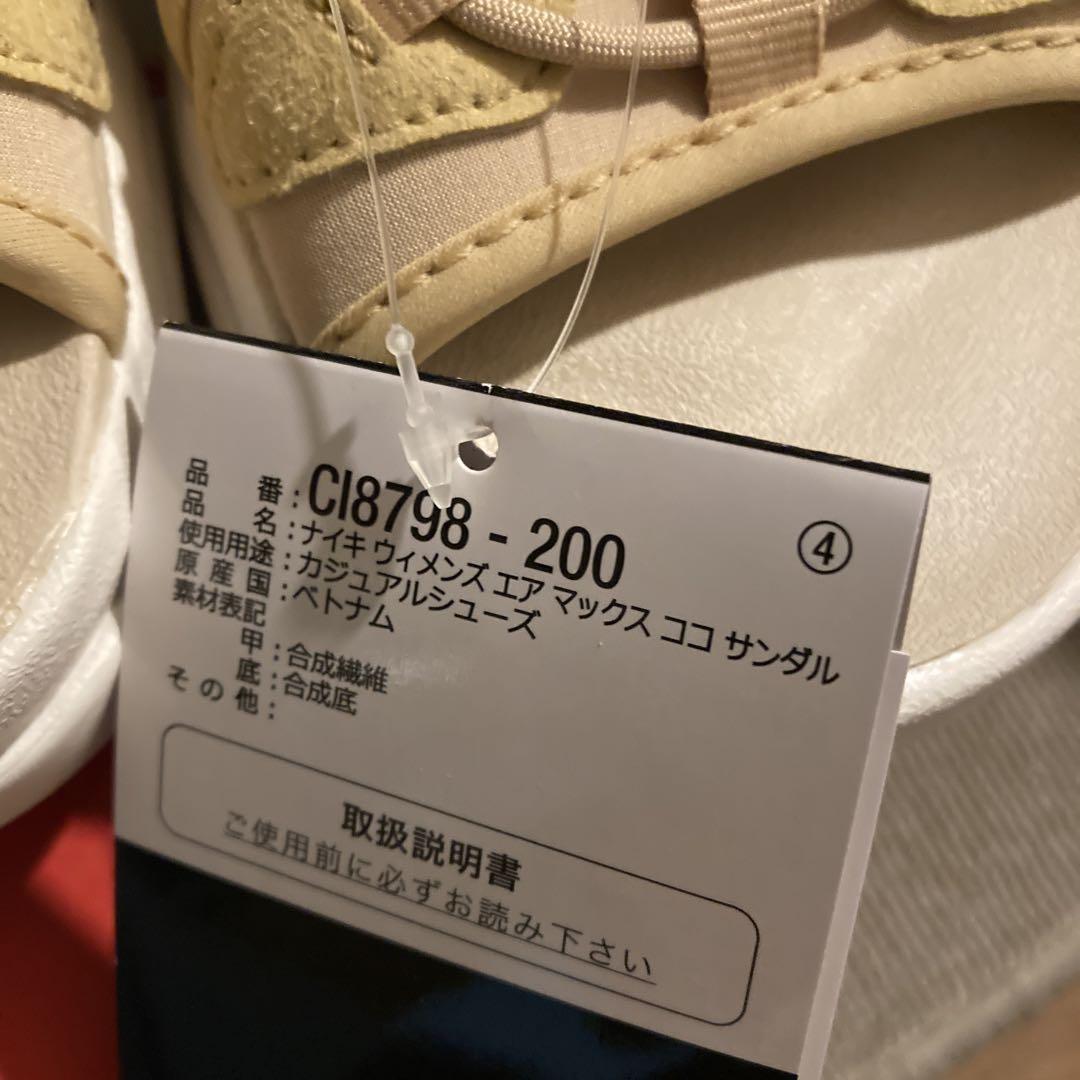 品番:CI8798-200 ④
品名:ナイキ ウィメンズ エア マックス ココ サンダル
使用用途:カジュアルシューズ
原産国:ベトナム
素材表記
甲:合成繊維
底:合成底
その他:
取扱説明書
ご使用前に必ずお読み下さい